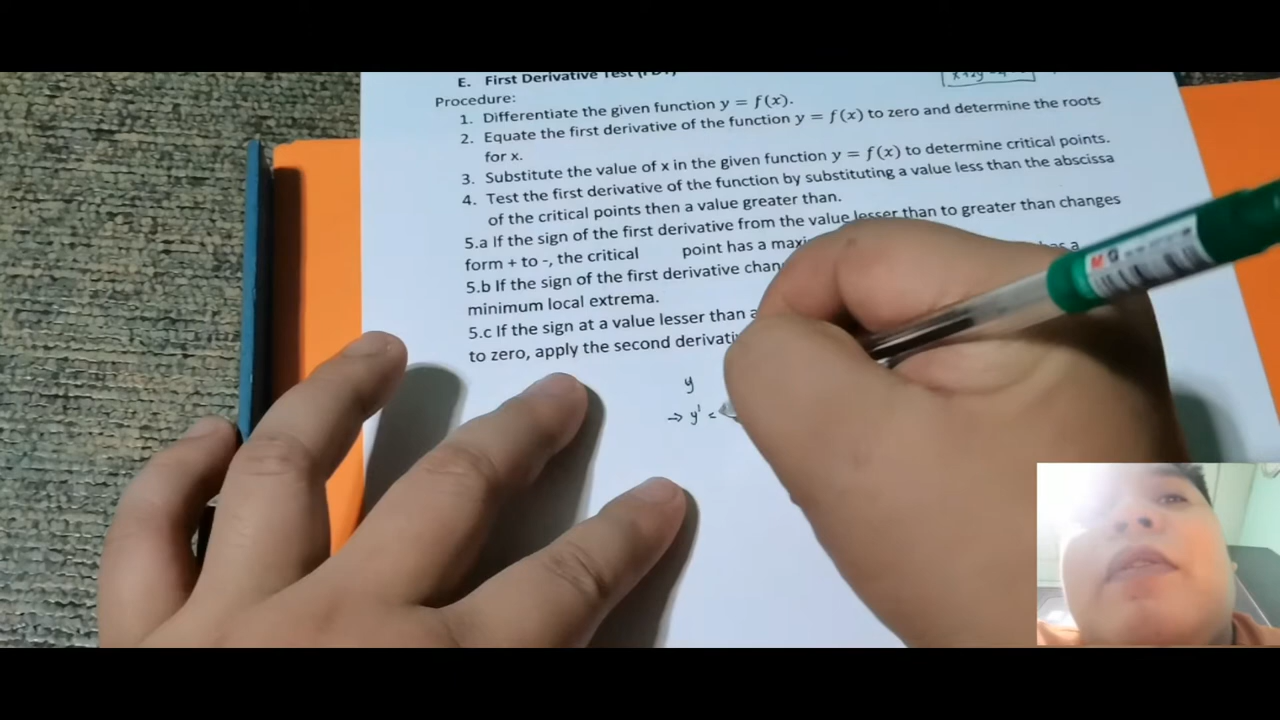 E. First Derivative Test (FDT)
x+2y-4
Procedure:
1. Differentiate the given function y = f(x).
2. Equate the first derivative of the function y = f(x) to zero and determine the roots
for x.
3. Substitute the value of x in the given function y = f(x) to determine critical points.
4. Test the first derivative of the function by substituting a value less than the abscissa
of the critical points then a value greater than.
5.a If the sign of the first derivative from the value lesser than to greater than changes
form + to -, the critical point has a maxi
5.b If the sign of the first derivative chan
minimum local extrema.
5.c If the sign at a value lesser than a
to zero, apply the second derivati
y
→ y' =